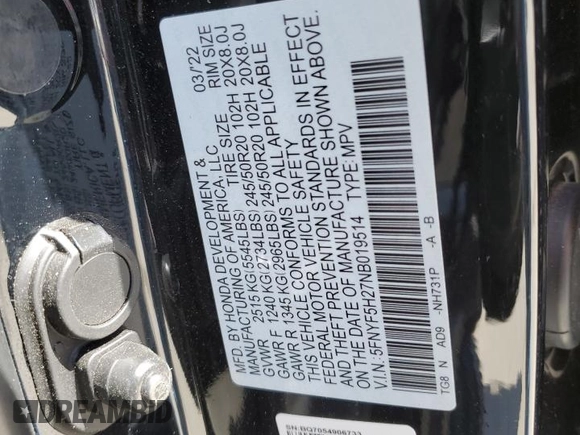 MFD. BY HONDA DEVELOPMENT &
MANUFACTURING OF AMERICA, LLC 03/'22
TIRE SIZE RIM SIZE
GVWR 2515 KG(5545LBS)
GAWR F 1240 KG(2734LBS) 245/50R20 102H 20X8.0J
GAWR R 1345 KG(2965LBS) 245/50R20 102H 20X8.0J
THIS VEHICLE CONFORMS TO ALL APPLICABLE
FEDERAL MOTOR VEHICLE SAFETY
AND THEFT PREVENTION STANDARDS IN EFFECT
ON THE DATE OF MANUFACTURE SHOWN ABOVE.
V.I.N.: 5FNYF5H27NB019514 TYPE:MPV
TG8 N AD9 -NH731P -A -B
SN:BG7054906733
AutoBidMaster